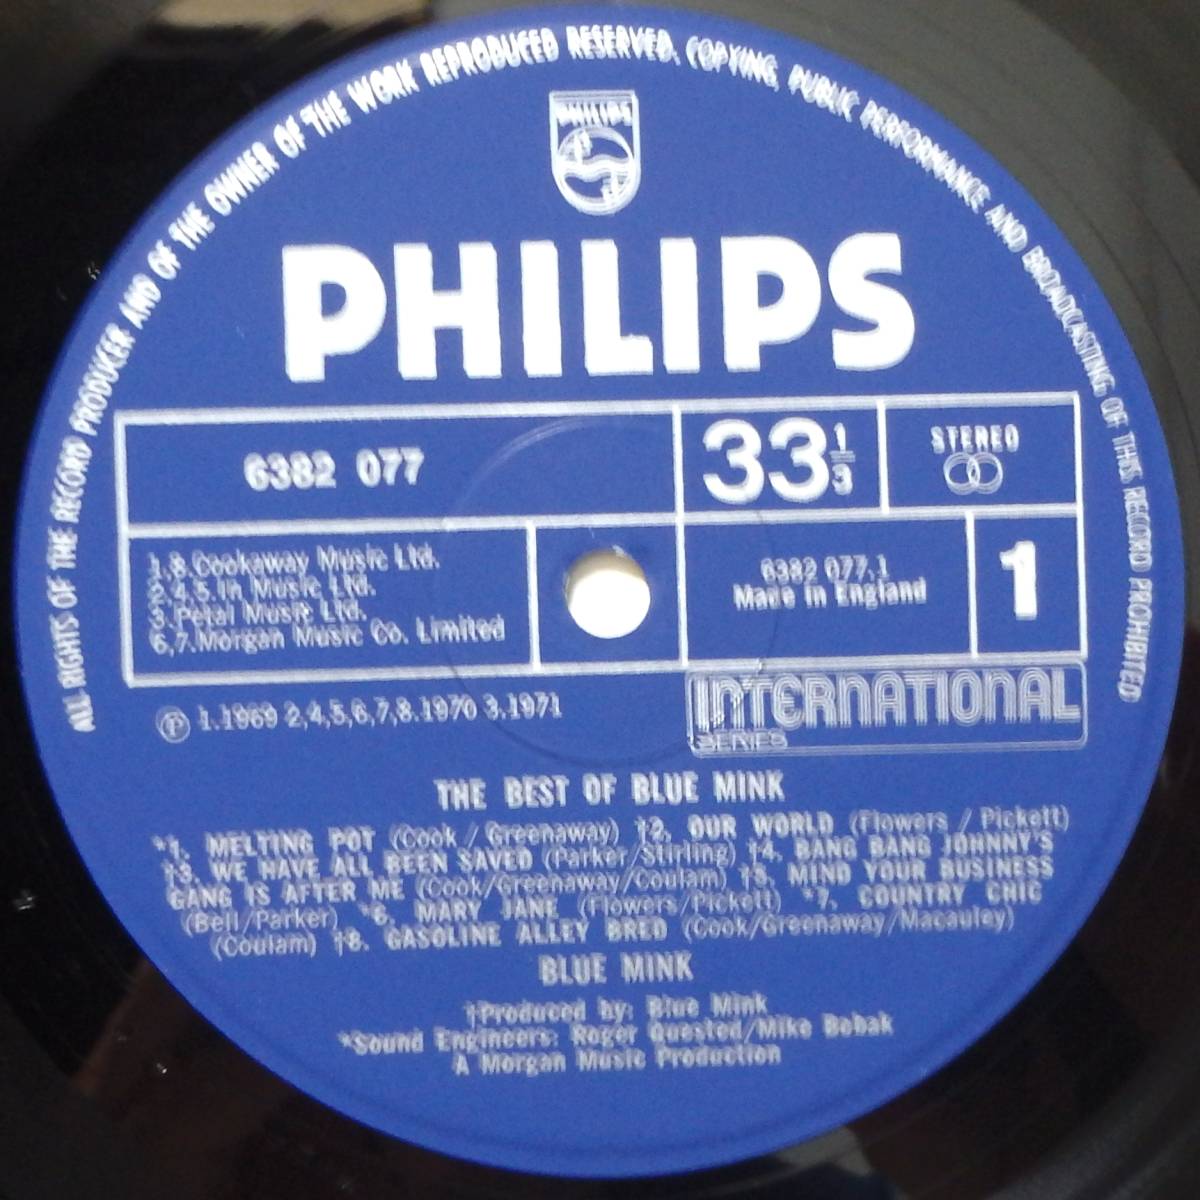 ALL RIGHTS OF THE RECORD PRODUCER AND OF THE OWNER OF THE WORK REPRODUCED RESERVED. COPYING, PUBLIC PERFORMANCE AND BROADCASTING OF THIS RECORD PROHIBITED
PHILIPS
PHILIPS
6382 077
33 1/3
STEREO
1.8.Cookaway Music Ltd.
2,4,5.In Music Ltd.
3.Petal Music Ltd.
6,7.Morgan Music Co. Limited
6382 077.1
Made in England
1
℗ 1.1969 2,4,5,6,7,8.1970 3.1971
INTERNATIONAL
SERIES
THE BEST OF BLUE MINK
*1. MELTING POT (Cook / Greenaway) †2. OUR WORLD (Flowers / Pickett)
†3. WE HAVE ALL BEEN SAVED (Parker/Stirling) †4. BANG BANG JOHNNY'S
GANG IS AFTER ME (Cook/Greenaway/Coulam) †5. MIND YOUR BUSINESS
(Bell/Parker) *6. MARY JANE (Flowers/Pickett) *7. COUNTRY CHIC
(Coulam) †8. GASOLINE ALLEY BRED (Cook/Greenaway/Macauley)
BLUE MINK
†Produced by: Blue Mink
*Sound Engineers: Roger Quested/Mike Bobak
A Morgan Music Production